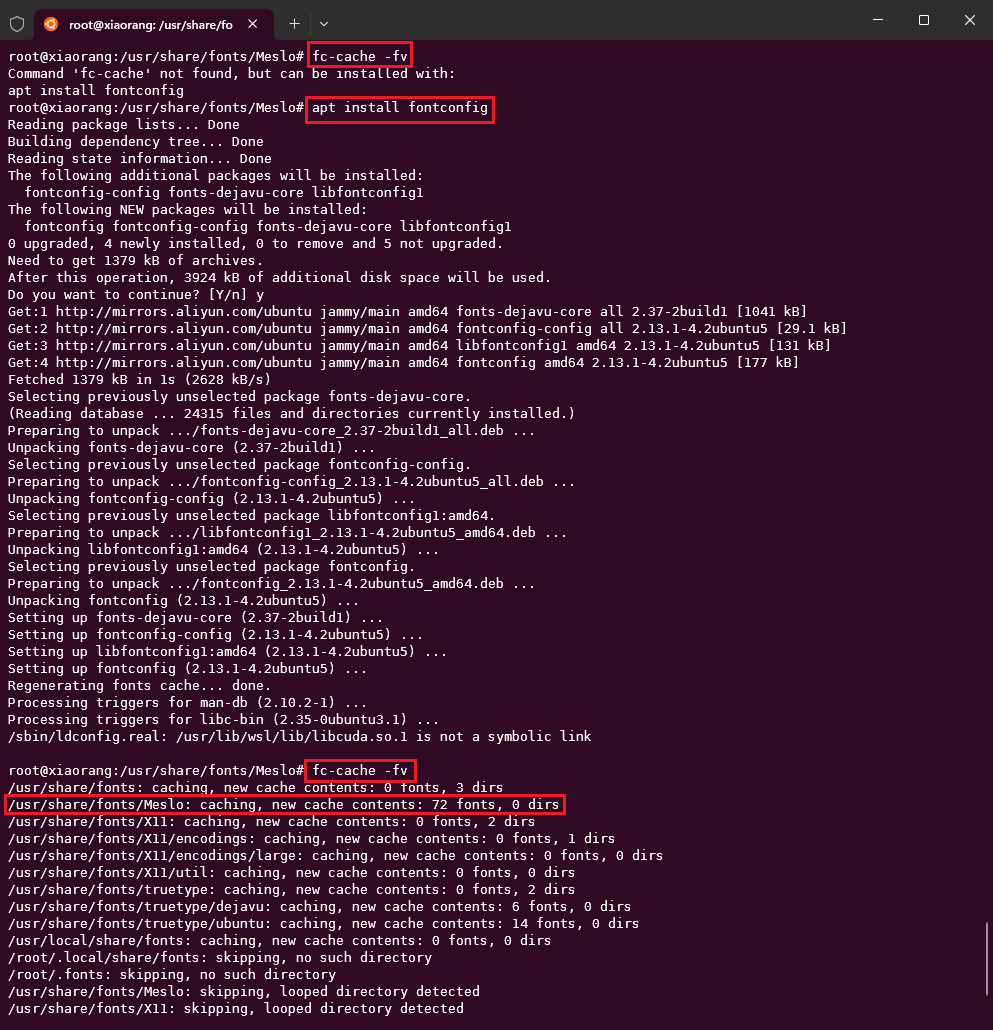 root@xiaorang: /usr/share/fo
root@xiaorang:/usr/share/fonts/Meslo# fc-cache -fv
Command 'fc-cache' not found, but can be installed with:
apt install fontconfig
root@xiaorang:/usr/share/fonts/Meslo# apt install fontconfig
Reading package lists... Done
Building dependency tree... Done
Reading state information... Done
The following additional packages will be installed:
  fontconfig-config fonts-dejavu-core libfontconfig1
The following NEW packages will be installed:
  fontconfig fontconfig-config fonts-dejavu-core libfontconfig1
0 upgraded, 4 newly installed, 0 to remove and 5 not upgraded.
Need to get 1379 kB of archives.
After this operation, 3924 kB of additional disk space will be used.
Do you want to continue? [Y/n] y
Get:1 http://mirrors.aliyun.com/ubuntu jammy/main amd64 fonts-dejavu-core all 2.37-2build1 [1041 kB]
Get:2 http://mirrors.aliyun.com/ubuntu jammy/main amd64 fontconfig-config all 2.13.1-4.2ubuntu5 [29.1 kB]
Get:3 http://mirrors.aliyun.com/ubuntu jammy/main amd64 libfontconfig1 amd64 2.13.1-4.2ubuntu5 [131 kB]
Get:4 http://mirrors.aliyun.com/ubuntu jammy/main amd64 fontconfig amd64 2.13.1-4.2ubuntu5 [177 kB]
Fetched 1379 kB in 1s (2628 kB/s)
Selecting previously unselected package fonts-dejavu-core.
(Reading database ... 24315 files and directories currently installed.)
Preparing to unpack .../fonts-dejavu-core_2.37-2build1_all.deb ...
Unpacking fonts-dejavu-core (2.37-2build1) ...
Selecting previously unselected package fontconfig-config.
Preparing to unpack .../fontconfig-config_2.13.1-4.2ubuntu5_all.deb ...
Unpacking fontconfig-config (2.13.1-4.2ubuntu5) ...
Selecting previously unselected package libfontconfig1:amd64.
Preparing to unpack .../libfontconfig1_2.13.1-4.2ubuntu5_amd64.deb ...
Unpacking libfontconfig1:amd64 (2.13.1-4.2ubuntu5) ...
Selecting previously unselected package fontconfig.
Preparing to unpack .../fontconfig_2.13.1-4.2ubuntu5_amd64.deb ...
Unpacking fontconfig (2.13.1-4.2ubuntu5) ...
Setting up fonts-dejavu-core (2.37-2build1) ...
Setting up fontconfig-config (2.13.1-4.2ubuntu5) ...
Setting up libfontconfig1:amd64 (2.13.1-4.2ubuntu5) ...
Setting up fontconfig (2.13.1-4.2ubuntu5) ...
Regenerating fonts cache... done.
Processing triggers for man-db (2.10.2-1) ...
Processing triggers for libc-bin (2.35-0ubuntu3.1) ...
/sbin/ldconfig.real: /usr/lib/wsl/lib/libcuda.so.1 is not a symbolic link
root@xiaorang:/usr/share/fonts/Meslo# fc-cache -fv
/usr/share/fonts: caching, new cache contents: 0 fonts, 3 dirs
/usr/share/fonts/Meslo: caching, new cache contents: 72 fonts, 0 dirs
/usr/share/fonts/X11: caching, new cache contents: 0 fonts, 2 dirs
/usr/share/fonts/X11/encodings: caching, new cache contents: 0 fonts, 1 dirs
/usr/share/fonts/X11/encodings/large: caching, new cache contents: 0 fonts, 0 dirs
/usr/share/fonts/X11/util: caching, new cache contents: 0 fonts, 0 dirs
/usr/share/fonts/truetype: caching, new cache contents: 0 fonts, 2 dirs
/usr/share/fonts/truetype/dejavu: caching, new cache contents: 6 fonts, 0 dirs
/usr/share/fonts/truetype/ubuntu: caching, new cache contents: 14 fonts, 0 dirs
/usr/local/share/fonts: caching, new cache contents: 0 fonts, 0 dirs
/root/.local/share/fonts: skipping, no such directory
/root/.fonts: skipping, no such directory
/usr/share/fonts/Meslo: skipping, looped directory detected
/usr/share/fonts/X11: skipping, looped directory detected